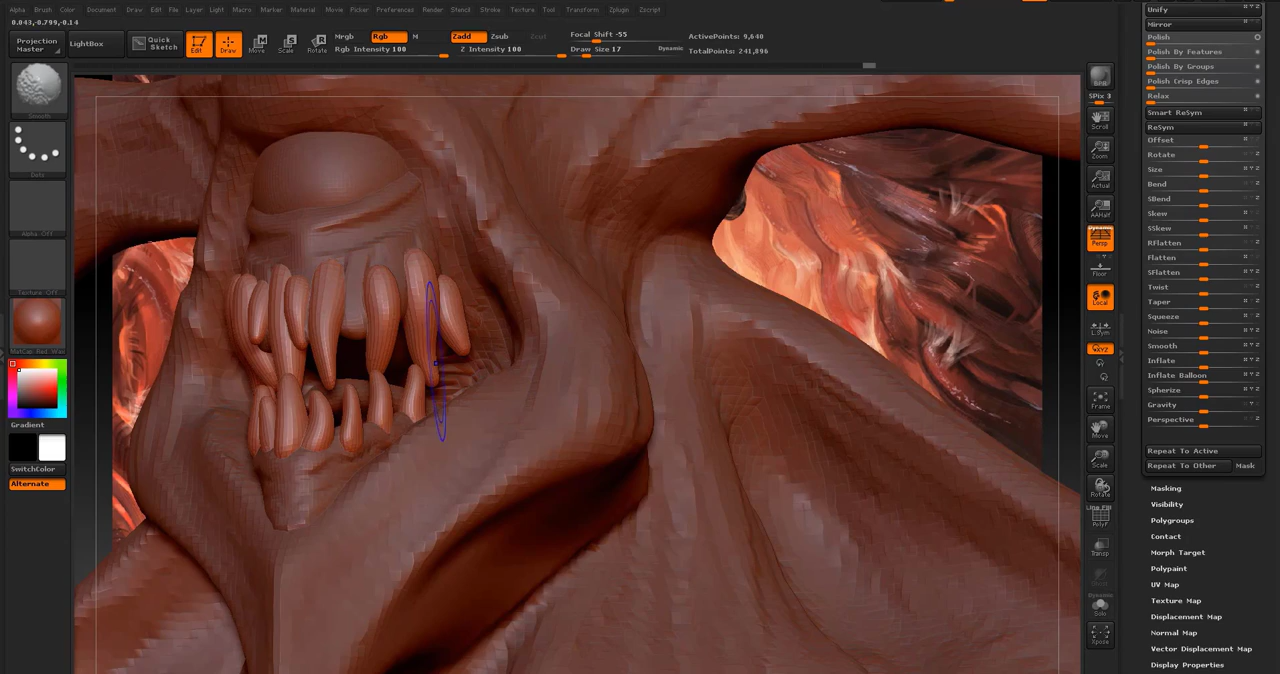 Alpha Brush Color Document Draw Edit File Layer Light Macro Marker Material Movie Picker Preferences Render Stencil Stroke Texture Tool Transform Zplugin Zscript
0.043,-0.799,-0.14
Projection Master
LightBox
Quick Sketch
Edit
Draw
Move
Scale
Rotate
Mrgb Rgb M
Rgb Intensity 100
Zadd Zsub Zcut
Z Intensity 100
Focal Shift -55
Draw Size 17
Dynamic
ActivePoints: 9,640
TotalPoints: 241,896
Smooth
Dots
Alpha Off
Texture Off
MatCap Red Wax
Gradient
SwitchColor
Alternate
BPR
SPix 3
Scroll
Zoom
Actual
AAHalf
Dynamic
Persp
Floor
Local
L.Sym
XYZ
Frame
Move
Scale
Rotate
Line Fill
PolyF
Transp
Dynamic
Solo
Xpose
Unify
Mirror
Polish
Polish By Features
Polish By Groups
Polish Crisp Edges
Relax
Smart ReSym
ReSym
Offset
Rotate
Size
Bend
SBend
Skew
SSkew
RFlatten
Flatten
SFlatten
Twist
Taper
Squeeze
Noise
Smooth
Inflate
Inflate Balloon
Spherize
Gravity
Perspective
Repeat To Active
Repeat To Other Mask
Masking
Visibility
Polygroups
Contact
Morph Target
Polypaint
UV Map
Texture Map
Displacement Map
Normal Map
Vector Displacement Map
Display Properties